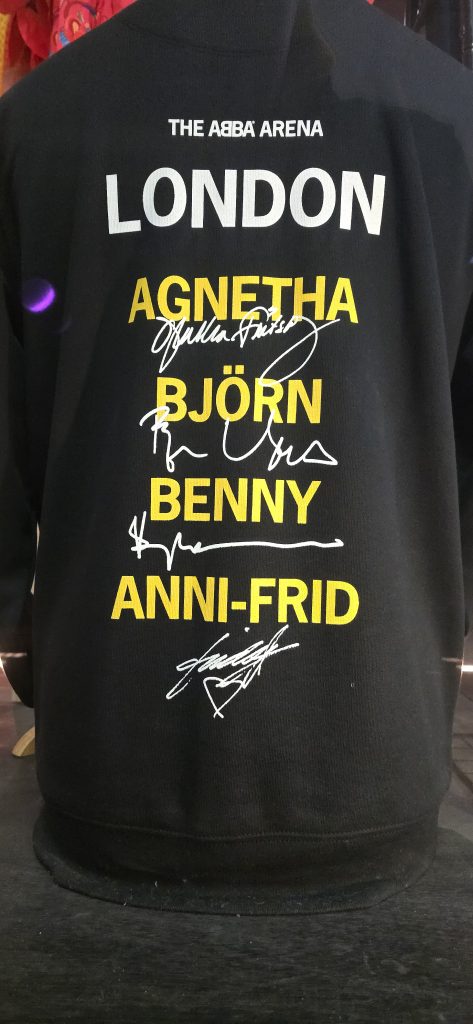 THE ABBA ARENA
LONDON
AGNETHA
BJÖRN
BENNY
ANNI-FRID